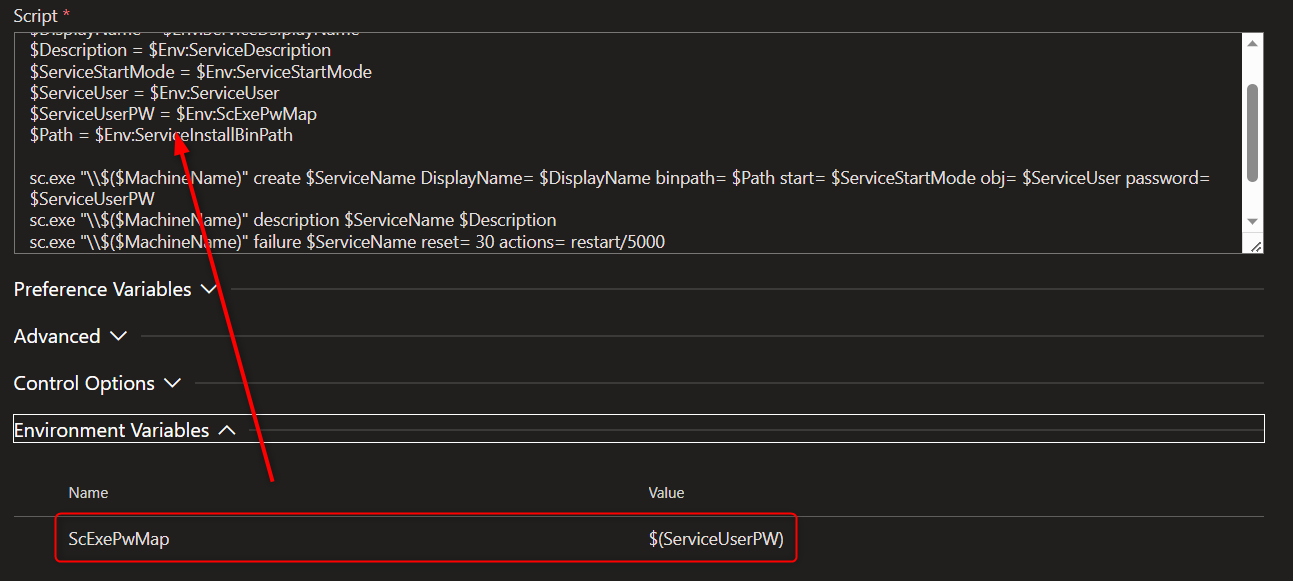 Script *
$Description = $Env:ServiceDescription
$ServiceStartMode = $Env:ServiceStartMode
$ServiceUser = $Env:ServiceUser
$ServiceUserPW = $Env:ScExePwMap
$Path = $Env:ServiceInstallBinPath
sc.exe "\\$($MachineName)" create $ServiceName DisplayName= $DisplayName binpath= $Path start= $ServiceStartMode obj= $ServiceUser password=
$ServiceUserPW
sc.exe "\\$($MachineName)" description $ServiceName $Description
sc.exe "\\$($MachineName)" failure $ServiceName reset= 30 actions= restart/5000
Preference Variables
Advanced
Control Options
Environment Variables
Name Value
ScExePwMap $(ServiceUserPW)